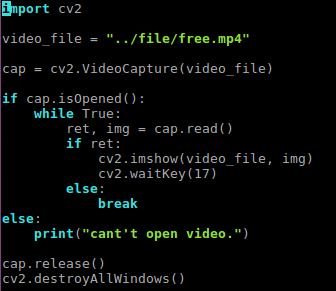 import cv2

video_file = "../file/free.mp4"

cap = cv2.VideoCapture(video_file)

if cap.isOpened():
    while True:
        ret, img = cap.read()
        if ret:
            cv2.imshow(video_file, img)
            cv2.waitKey(17)
        else:
            break
else:
    print("cant't open video.")

cap.release()
cv2.destroyAllWindows()